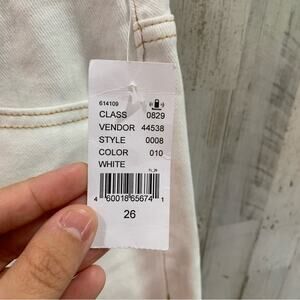 614109
CLASS 0829
VENDOR 44538
STYLE 0008
COLOR 010
WHITE
4 60018 65674 1
26